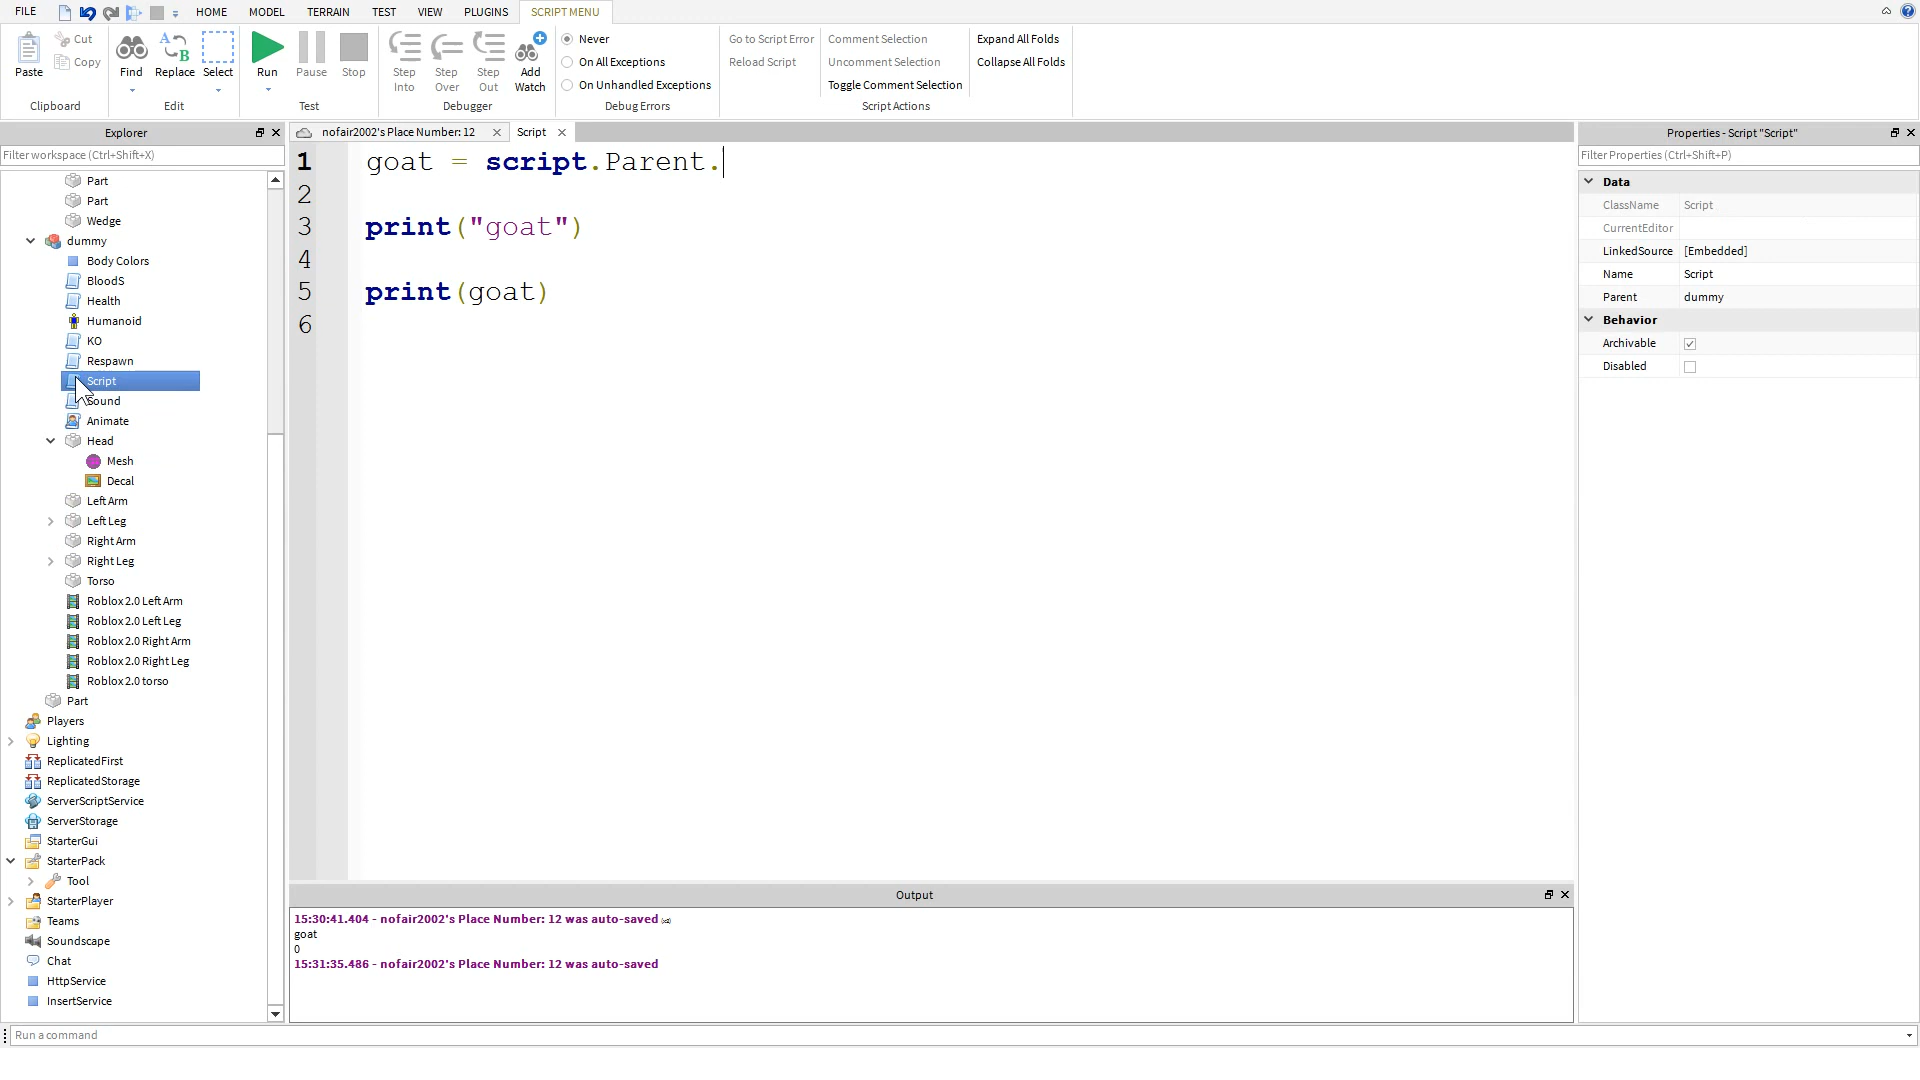 FILE
HOME
MODEL
TERRAIN
TEST
VIEW
PLUGINS
SCRIPT MENU
Paste
Cut
Copy
Clipboard
Find
Replace
Select
Edit
Run
Pause
Stop
Test
Step Into
Step Over
Step Out
Add Watch
Debugger
Never
On All Exceptions
On Unhandled Exceptions
Debug Errors
Go to Script Error
Reload Script
Comment Selection
Uncomment Selection
Toggle Comment Selection
Script Actions
Expand All Folds
Collapse All Folds
Explorer
Filter workspace (Ctrl+Shift+X)
Part
Part
Wedge
dummy
Body Colors
BloodS
Health
Humanoid
KO
Respawn
Script
Sound
Animate
Head
Mesh
Decal
Left Arm
Left Leg
Right Arm
Right Leg
Torso
Roblox 2.0 Left Arm
Roblox 2.0 Left Leg
Roblox 2.0 Right Arm
Roblox 2.0 Right Leg
Roblox 2.0 torso
Part
Players
Lighting
ReplicatedFirst
ReplicatedStorage
ServerScriptService
ServerStorage
StarterGui
StarterPack
Tool
StarterPlayer
Teams
Soundscape
Chat
HttpService
InsertService
nofair2002's Place Number: 12
Script
1 goat = script.Parent.
2
3 print("goat")
4
5 print(goat)
6
Output
15:30:41.404 - nofair2002's Place Number: 12 was auto-saved (x2)
goat
0
15:31:35.486 - nofair2002's Place Number: 12 was auto-saved
Properties - Script "Script"
Filter Properties (Ctrl+Shift+P)
Data
ClassName Script
CurrentEditor
LinkedSource [Embedded]
Name Script
Parent dummy
Behavior
Archivable
Disabled
Run a command